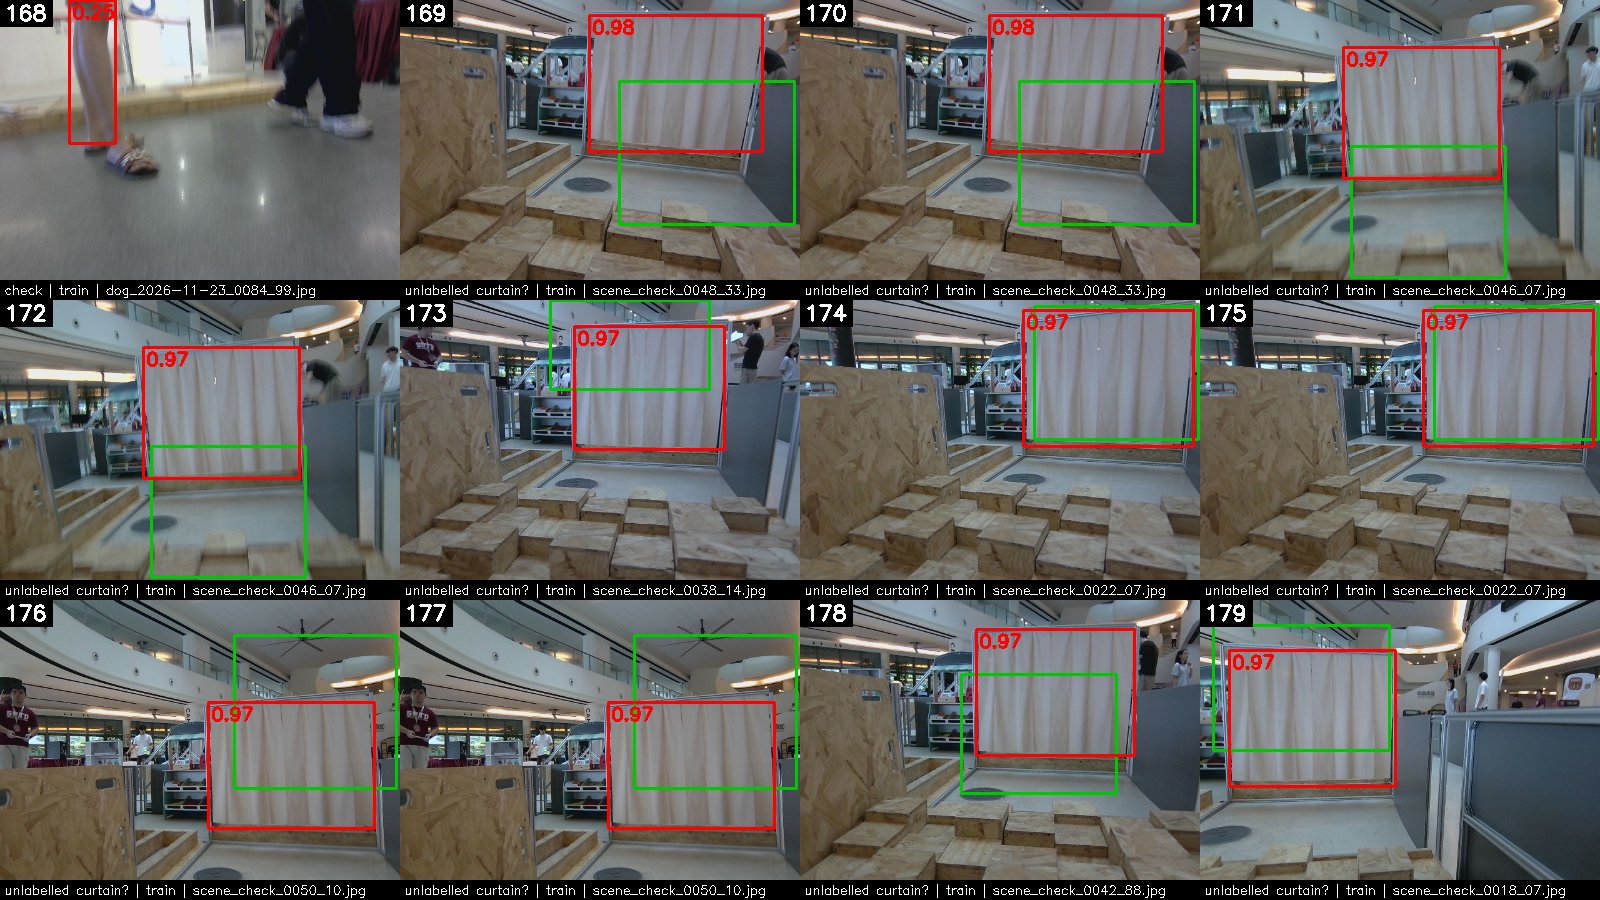 168
0.25
check | train | dog_2026-11-23_0084_99.jpg
169
0.98
unlabelled curtain? | train | scene_check_0048_33.jpg
170
0.98
unlabelled curtain? | train | scene_check_0048_33.jpg
171
0.97
unlabelled curtain? | train | scene_check_0046_07.jpg
172
0.97
unlabelled curtain? | train | scene_check_0046_07.jpg
173
0.97
unlabelled curtain? | train | scene_check_0038_14.jpg
174
0.97
unlabelled curtain? | train | scene_check_0022_07.jpg
175
0.97
unlabelled curtain? | train | scene_check_0022_07.jpg
176
0.97
unlabelled curtain? | train | scene_check_0050_10.jpg
177
0.97
unlabelled curtain? | train | scene_check_0050_10.jpg
178
0.97
unlabelled curtain? | train | scene_check_0042_88.jpg
179
0.97
unlabelled curtain? | train | scene_check_0018_07.jpg